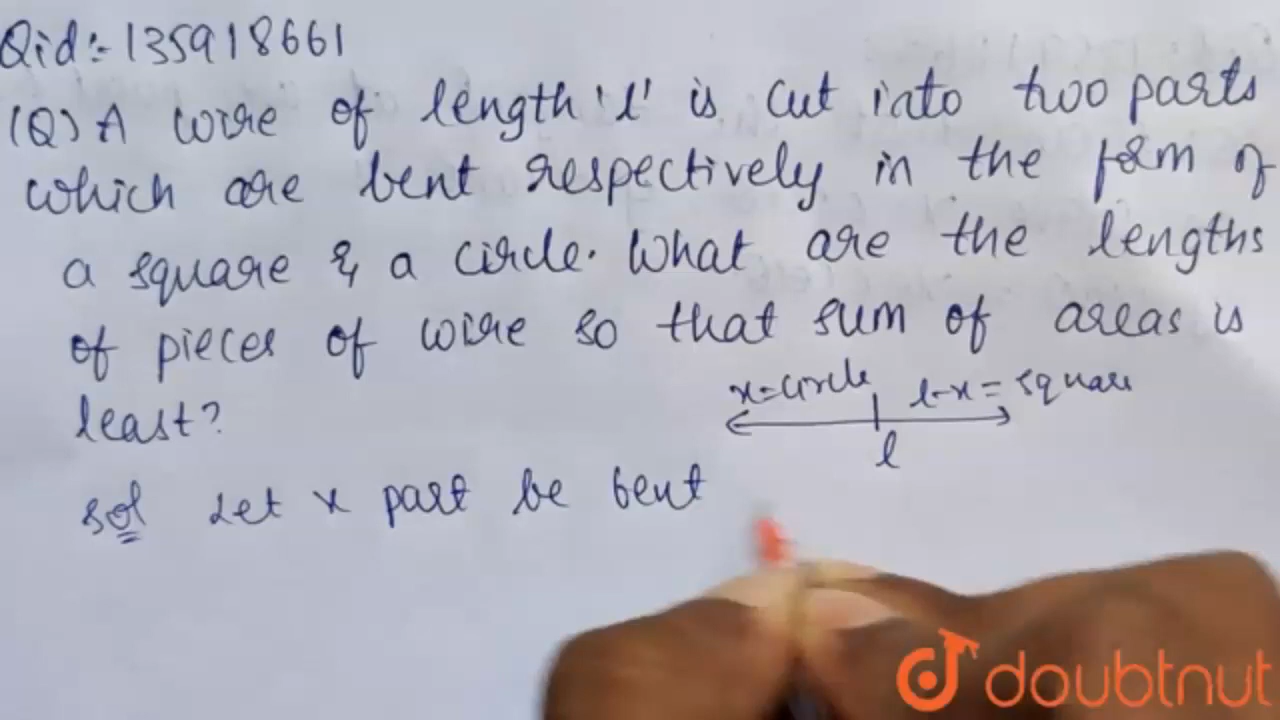 Qid:- 135918661
(Q) A wire of length 'l' is cut into two parts
which are bent respectively in the form of
a square & a circle. What are the lengths
of pieces of wire so that sum of areas is
least?
x=circle l-x = square
l
Sol Let x part be bent
doubtnut